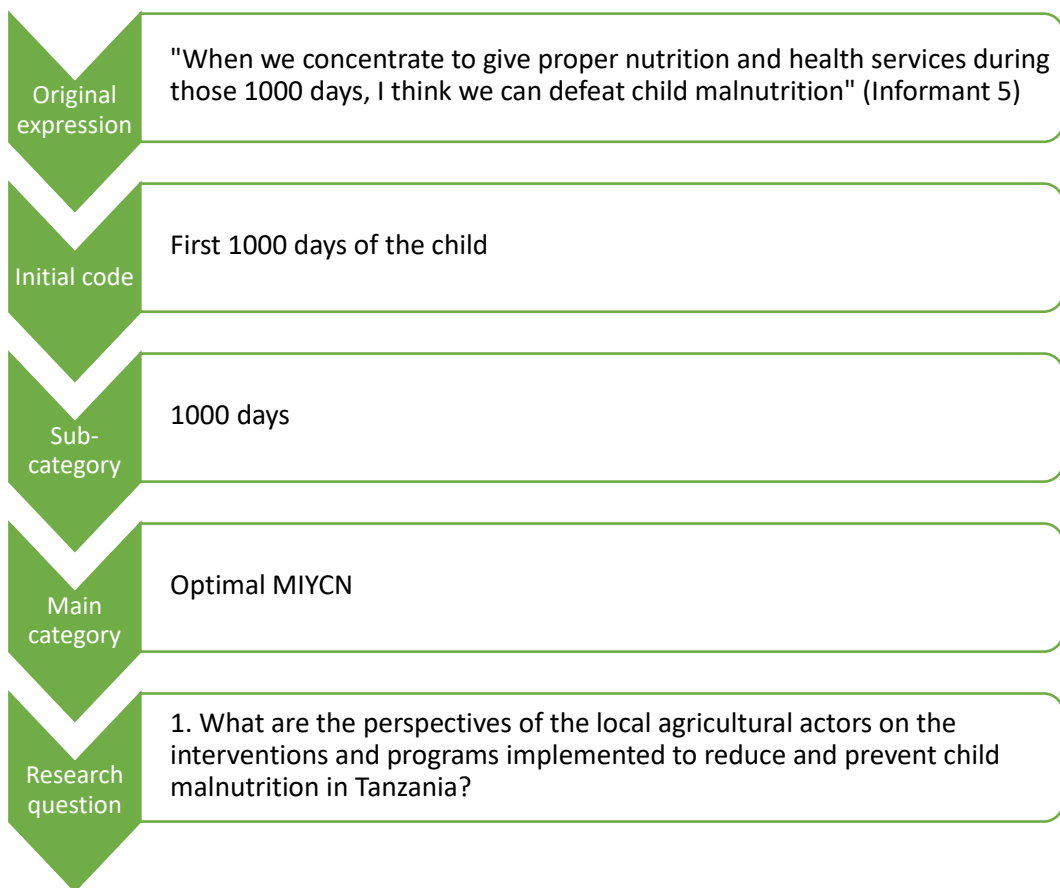 Original
expression
"When we concentrate to give proper nutrition and health services during
those 1000 days, I think we can defeat child malnutrition" (Informant 5)
Initial code
First 1000 days of the child
Sub-
category
1000 days
Main
category
Optimal MIYCN
Research
question
1. What are the perspectives of the local agricultural actors on the
interventions and programs implemented to reduce and prevent child
malnutrition in Tanzania?